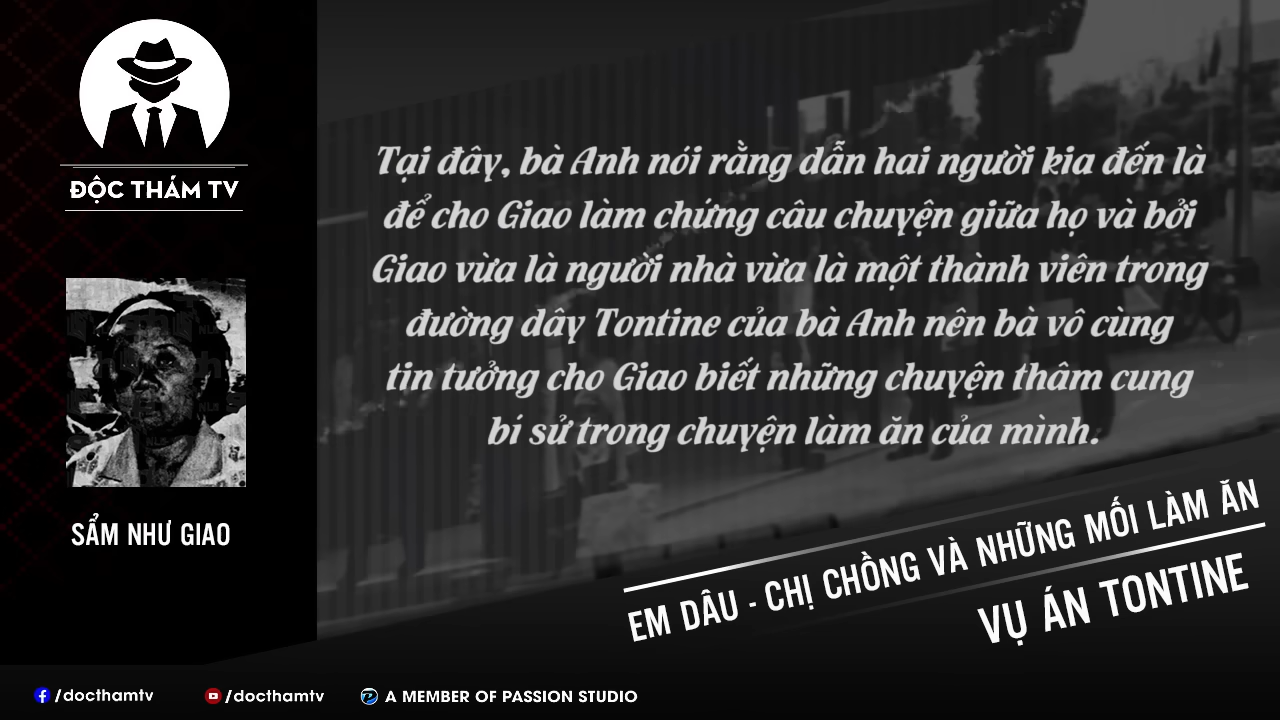 ĐỘC THÁM TV
SẨM NHƯ GIAO
Tại đây, bà Anh nói rằng dẫn hai người kia đến là
để cho Giao làm chứng câu chuyện giữa họ và bởi
Giao vừa là người nhà vừa là một thành viên trong
đường dây Tontine của bà Anh nên bà vô cùng
tin tưởng cho Giao biết những chuyện thâm cung
bí sử trong chuyện làm ăn của mình.
EM DÂU - CHỊ CHỒNG VÀ NHỮNG MỐI LÀM ĂN
VỤ ÁN TONTINE
/docthamtv
/docthamtv
A MEMBER OF PASSION STUDIO